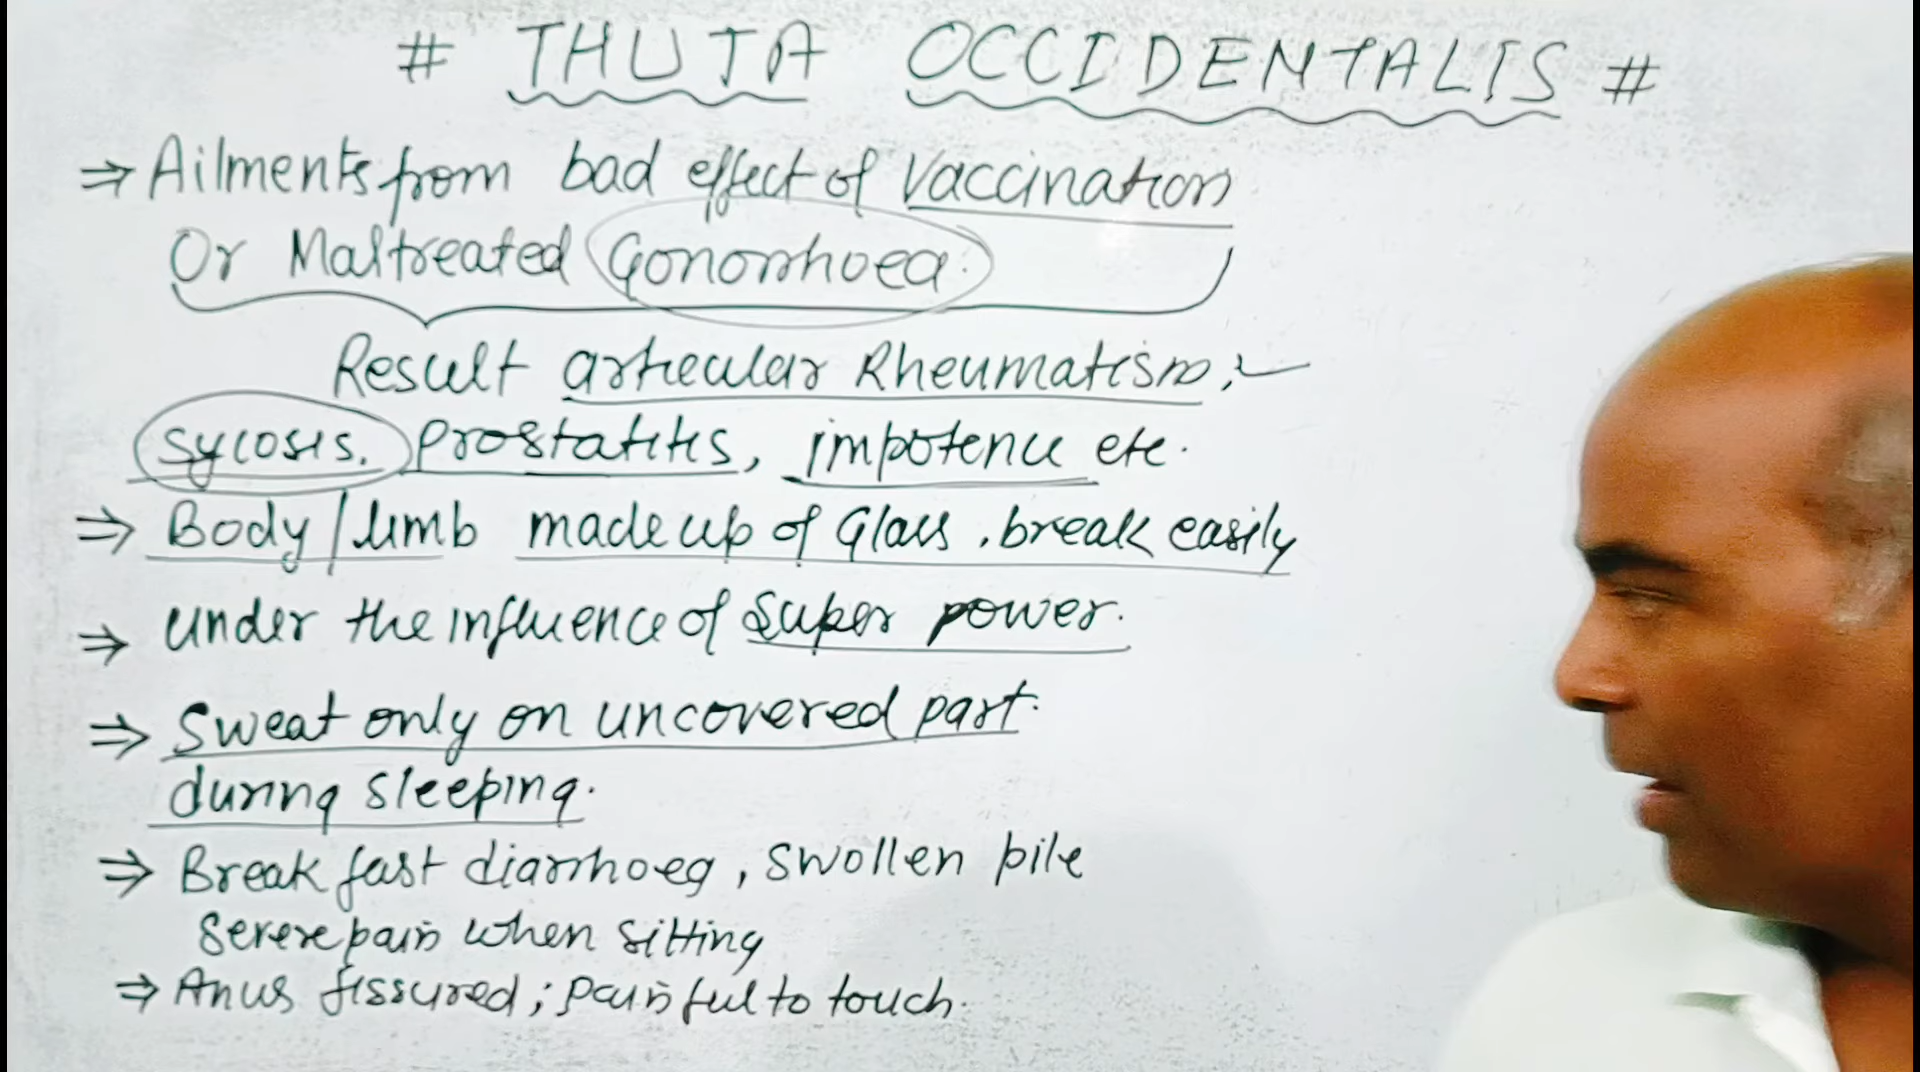 # THUJA OCCIDENTALIS #
⇒ Ailments from bad effect of Vaccination
Or Maltreated Gonorrhoea.
Result articular Rheumatism,
Sycosis. Prostatitis, impotence etc.
⇒ Body/limb made up of Glass, break easily
⇒ under the influence of Super power.
⇒ Sweat only on uncovered part
during sleeping.
⇒ Break fast diarrhoea, swollen pile
Severe pain when sitting
⇒ Anus fissured; painful to touch.